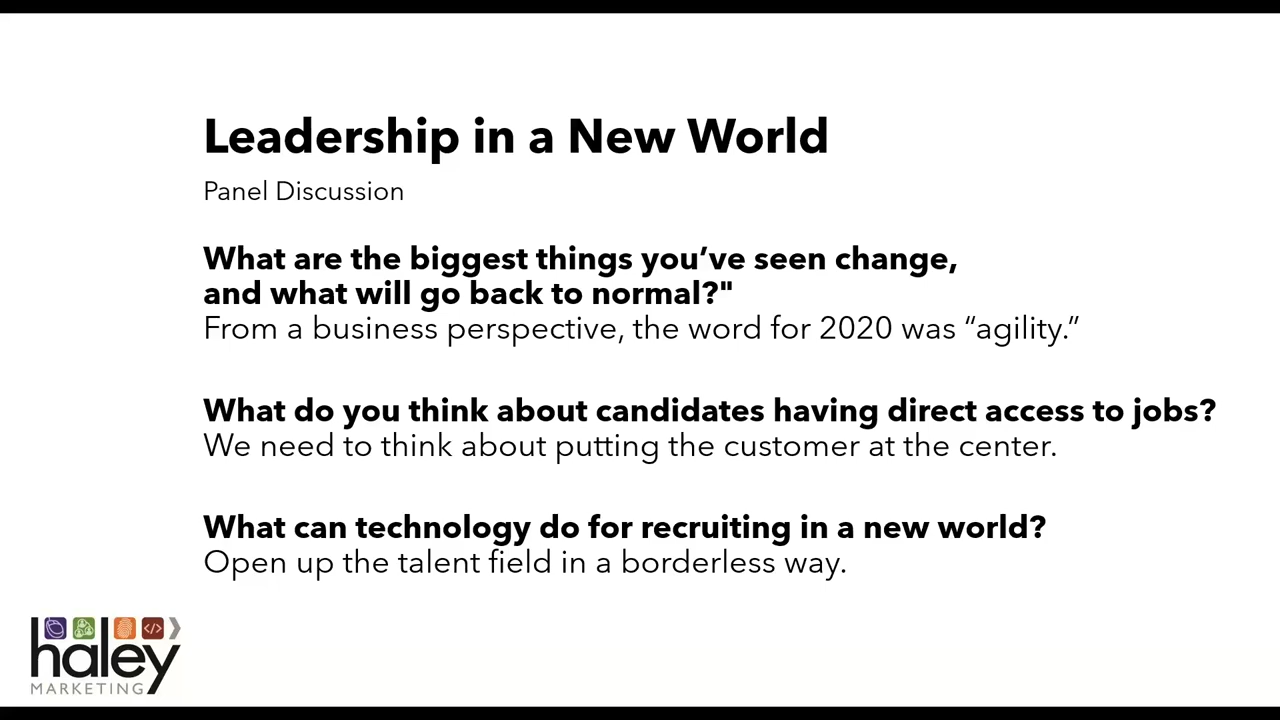 Leadership in a New World
Panel Discussion
What are the biggest things you’ve seen change,
and what will go back to normal?"
From a business perspective, the word for 2020 was “agility.”
What do you think about candidates having direct access to jobs?
We need to think about putting the customer at the center.
What can technology do for recruiting in a new world?
Open up the talent field in a borderless way.
</>
haley
MARKETING